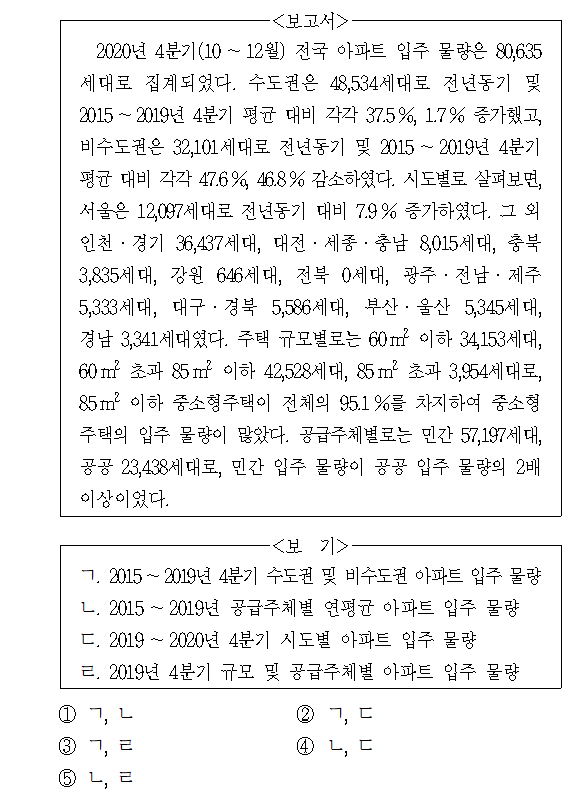 <보고서>
2020년 4분기(10 ~ 12월) 전국 아파트 입주 물량은 80,635
세대로 집계되었다. 수도권은 48,534세대로 전년동기 및
2015 ~ 2019년 4분기 평균 대비 각각 37.5 %, 1.7 % 증가했고,
비수도권은 32,101세대로 전년동기 및 2015 ~ 2019년 4분기
평균 대비 각각 47.6 %, 46.8 % 감소하였다. 시도별로 살펴보면,
서울은 12,097세대로 전년동기 대비 7.9 % 증가하였다. 그 외
인천 · 경기 36,437세대, 대전 · 세종 · 충남 8,015세대, 충북
3,835세대, 강원 646세대, 전북 0세대, 광주 · 전남 · 제주
5,333세대, 대구 · 경북 5,586세대, 부산 · 울산 5,345세대,
경남 3,341세대였다. 주택 규모별로는 60 ㎡ 이하 34,153세대,
60 ㎡ 초과 85 ㎡ 이하 42,528세대, 85 ㎡ 초과 3,954세대로,
85 ㎡ 이하 중소형주택이 전체의 95.1 %를 차지하여 중소형
주택의 입주 물량이 많았다. 공급주체별로는 민간 57,197세대,
공공 23,438세대로, 민간 입주 물량이 공공 입주 물량의 2배
이상이었다.
<보 기>
ㄱ. 2015 ~ 2019년 4분기 수도권 및 비수도권 아파트 입주 물량
ㄴ. 2015 ~ 2019년 공급주체별 연평균 아파트 입주 물량
ㄷ. 2019 ~ 2020년 4분기 시도별 아파트 입주 물량
ㄹ. 2019년 4분기 규모 및 공급주체별 아파트 입주 물량
① ㄱ, ㄴ ② ㄱ, ㄷ
③ ㄱ, ㄹ ④ ㄴ, ㄷ
⑤ ㄴ, ㄹ